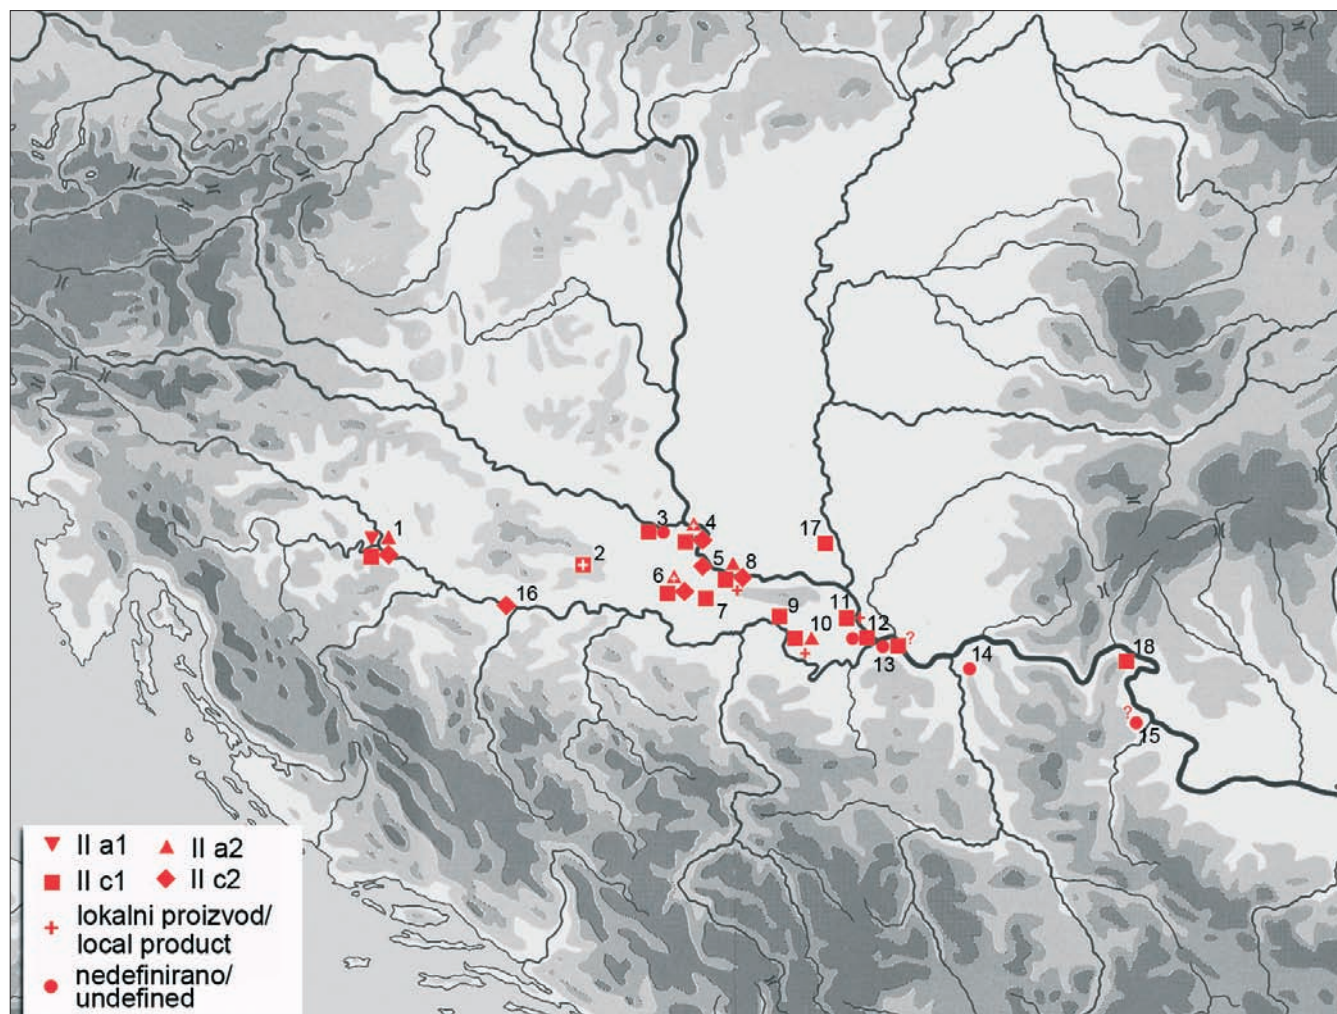 1
2
3
4
5
6
7
8
9
10
11
12
13
?
14
?
15
16
17
18
II a1
II a2
II c1
II c2
lokalni proizvod/
local product
nedefinirano/
undefined